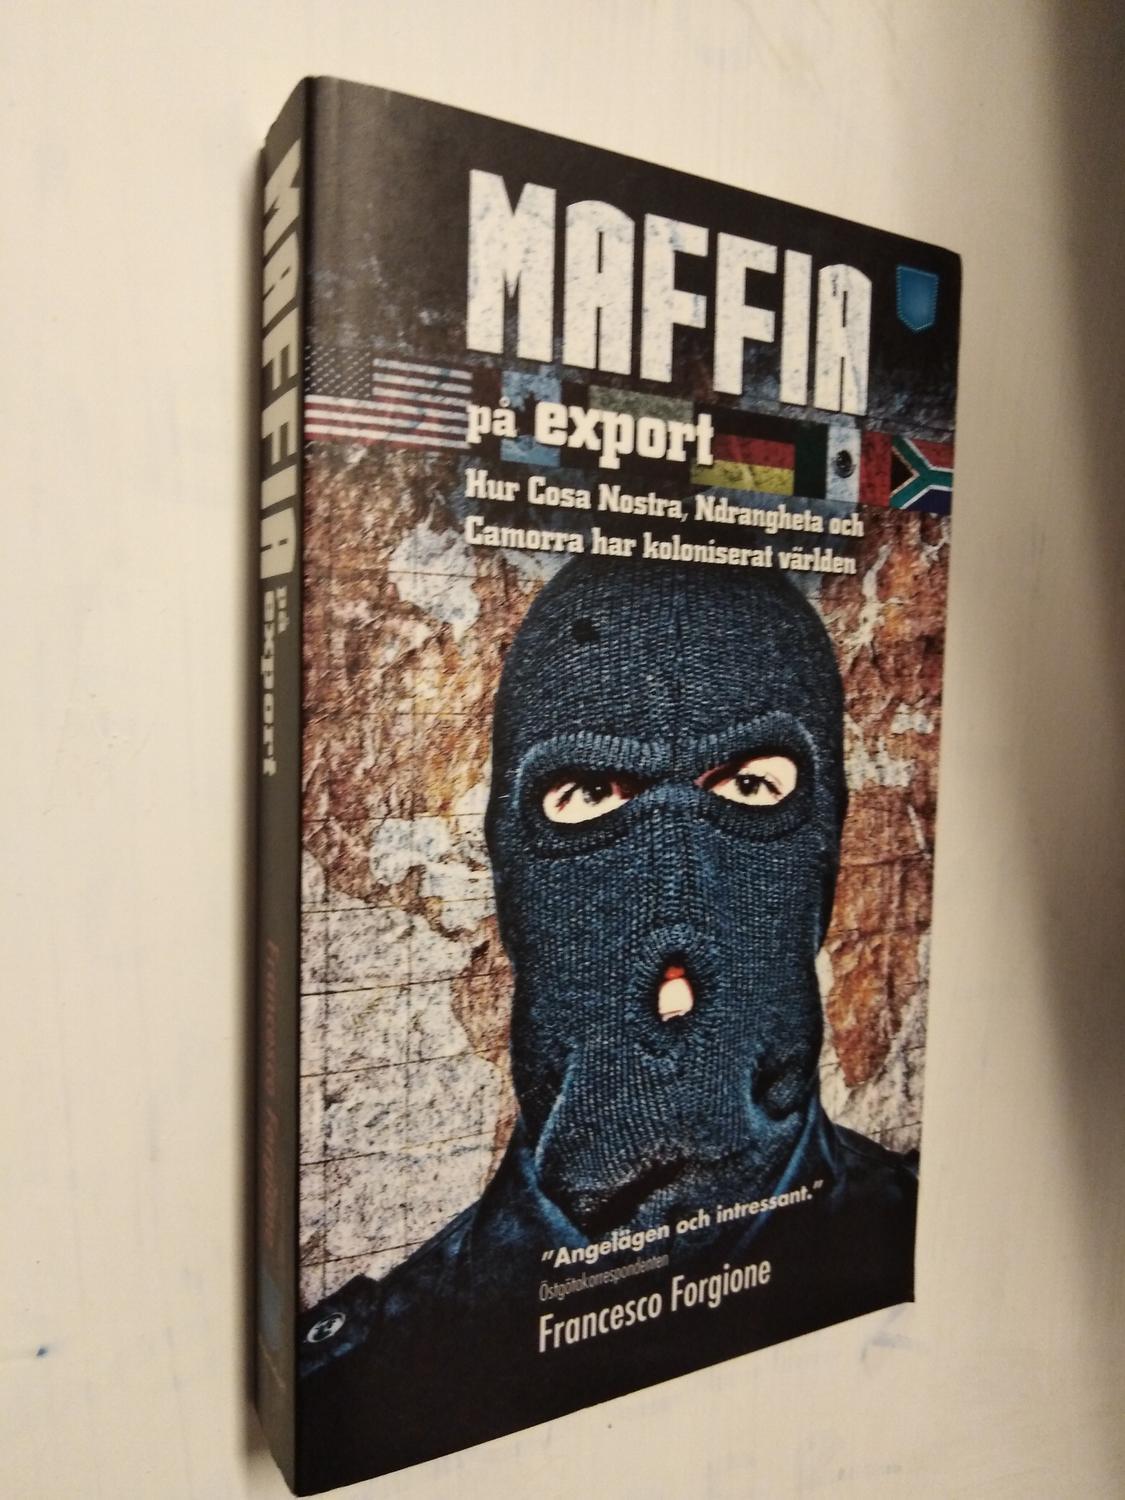 MAFFIA
på export
Hur Cosa Nostra, Ndrangheta och
Camorra har koloniserat världen
"Angelägen och intressant."
Östgötakorrespondenten
Francesco Forgione
MAFFIA på export
Francesco Forgione